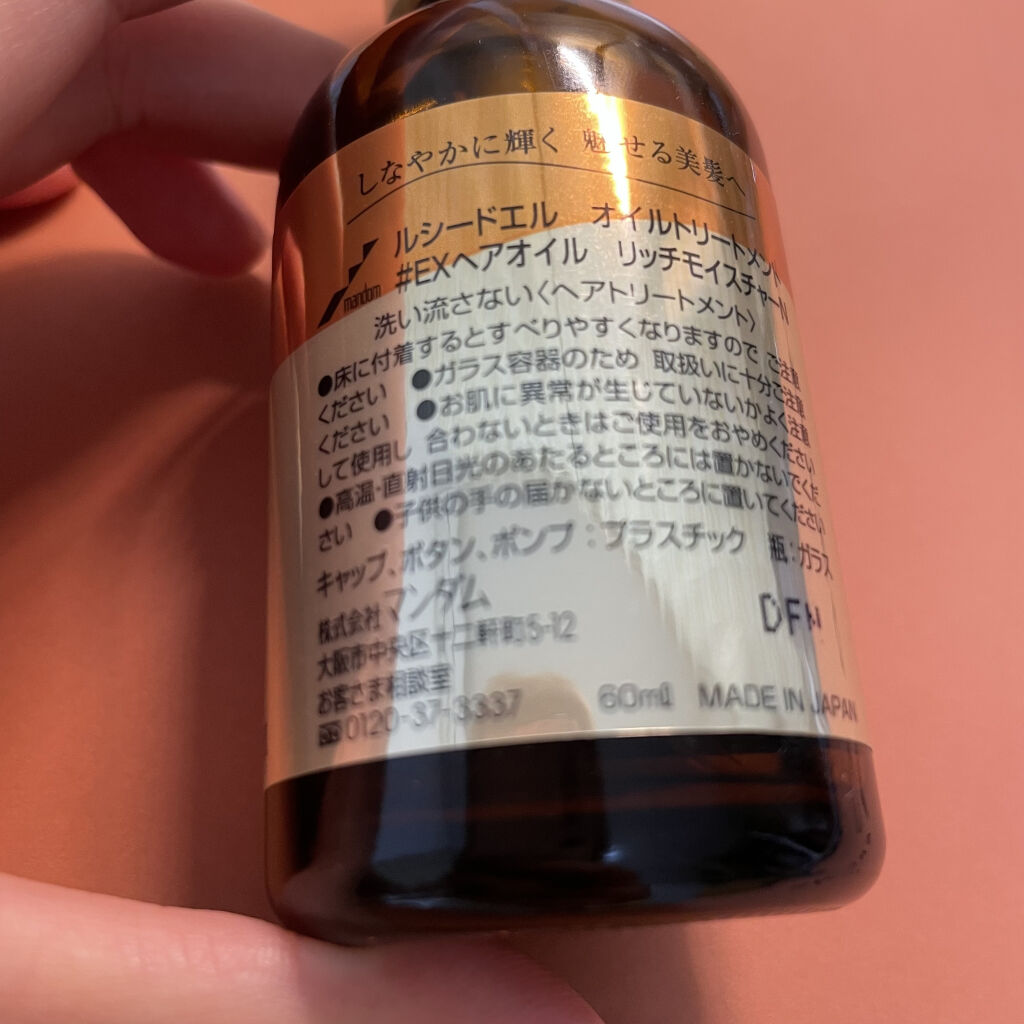 しなやかに輝く 魅せる美髪へ
mandom
ルシードエル オイルトリートメント
#EXヘアオイル リッチモイスチャーN
洗い流さない〈ヘアトリートメント〉
●床に付着するとすべりやすくなりますので ご注意
ください ●ガラス容器のため 取扱いに十分ご注意
ください ●お肌に異常が生じていないかよく注意
して使用し 合わないときはご使用をおやめください
●高温・直射日光のあたるところには置かないでくだ
さい ●子供の手の届かないところに置いてください
キャップ、ボタン、ポンプ：プラスチック 瓶：ガラス
株式会社 マンダム
大阪市中央区十二軒町5-12 DFH
お客さま相談室
0120-37-3337 60mL MADE IN JAPAN